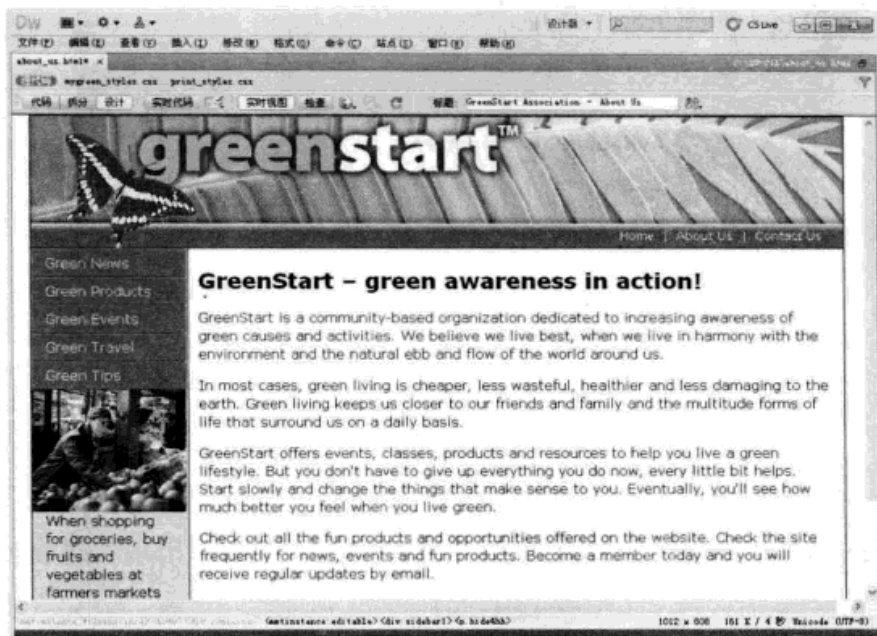 DW
设计器
CS Live
文件(F) 编辑(E) 查看(V) 插入(I) 修改(M) 格式(O) 命令(C) 站点(S) 窗口(W) 帮助(H)
about_us.html* ×
mygreen_styles.css print_styles.css
代码 拆分 设计 实时代码 实时视图 检查 标题: GreenStart Association - About Us
greenstart™
Home | About Us | Contact Us
Green News
Green Products
Green Events
Green Travel
Green Tips
When shopping
for groceries, buy
fruits and
vegetables at
farmers markets
GreenStart – green awareness in action!
GreenStart is a community-based organization dedicated to increasing awareness of
green causes and activities. We believe we live best, when we live in harmony with the
environment and the natural ebb and flow of the world around us.
In most cases, green living is cheaper, less wasteful, healthier and less damaging to the
earth. Green living keeps us closer to our friends and family and the multitude forms of
life that surround us on a daily basis.
GreenStart offers events, classes, products and resources to help you live a green
lifestyle. But you don't have to give up everything you do now, every little bit helps.
Start slowly and change the things that make sense to you. Eventually, you'll see how
much better you feel when you live green.
Check out all the fun products and opportunities offered on the website. Check the site
frequently for news, events and fun products. Become a member today and you will
receive regular updates by email.
<div.sidebar1> <p.hide4hh>
161 K / 4 秒 Unicode (UTF-8)